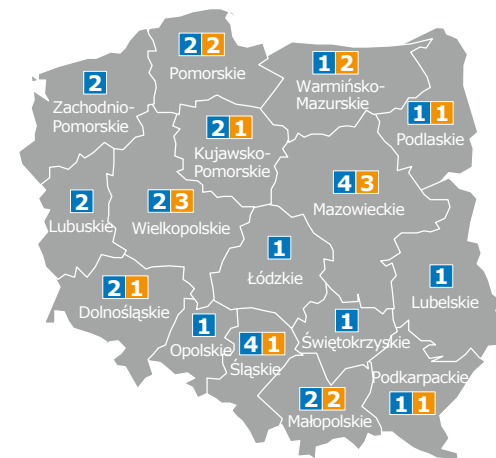 2 2
Pomorskie
1 2
Warmińsko-
Mazurskie
2
Zachodnio-
Pomorskie
1 1
Podlaskie
2 1
Kujawsko-
Pomorskie
4 3
Mazowieckie
2
Lubuskie
2 3
Wielkopolskie
1
Łódzkie
1
Lubelskie
2 1
Dolnośląskie
1
Opolskie
4 1
Śląskie
1
Świętokrzyskie
2 2
Małopolskie
Podkarpackie
1 1